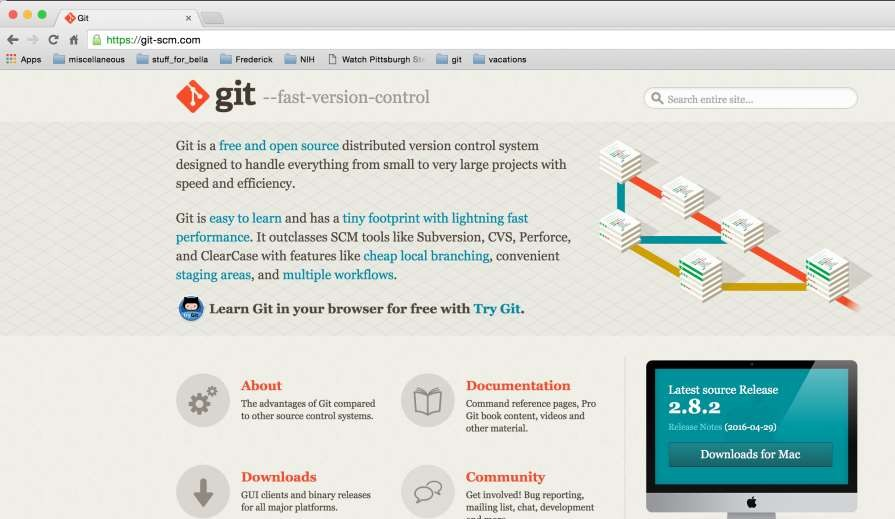 Git
https://git-scm.com
Apps miscellaneous stuff_for_bella Frederick NIH Watch Pittsburgh Ste git vacations
git --fast-version-control
Search entire site...
Git is a free and open source distributed version control system
designed to handle everything from small to very large projects with
speed and efficiency.
Git is easy to learn and has a tiny footprint with lightning fast
performance. It outclasses SCM tools like Subversion, CVS, Perforce,
and ClearCase with features like cheap local branching, convenient
staging areas, and multiple workflows.
Learn Git in your browser for free with Try Git.
About
The advantages of Git compared
to other source control systems.
Documentation
Command reference pages, Pro
Git book content, videos and
other material.
Latest source Release
2.8.2
Release Notes (2016-04-29)
Downloads for Mac
Downloads
GUI clients and binary releases
for all major platforms.
Community
Get involved! Bug reporting,
mailing list, chat, development
and more.